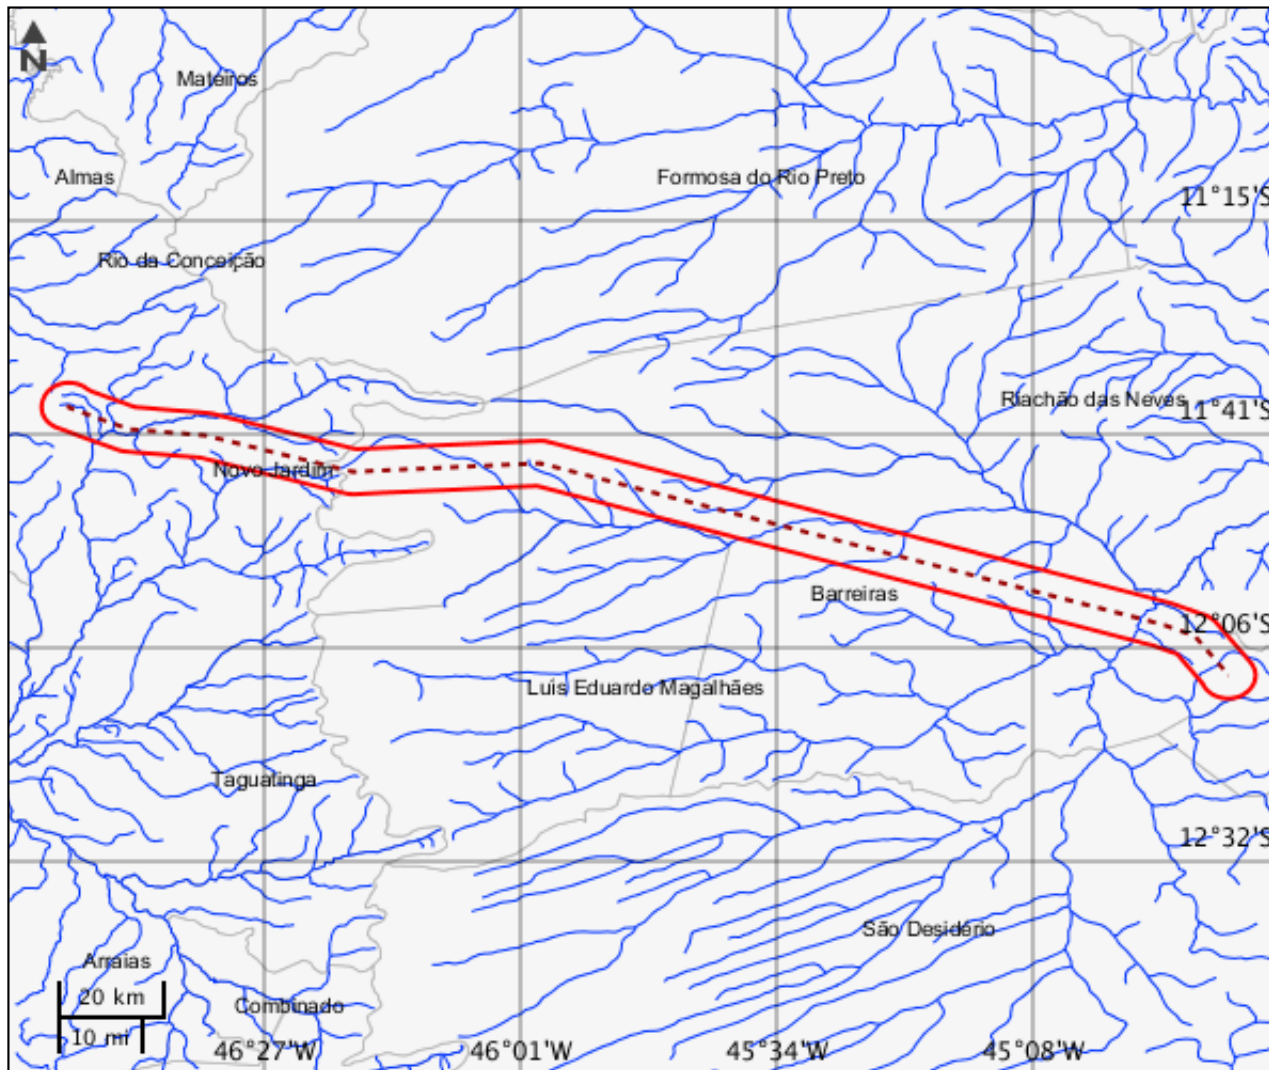 N
Mateiros
Almas
Formosa do Rio Preto
11°15'S
Rio da Conceição
Riachão das Neves
11°41'S
Novo Jardim
Barreiras
12°06'S
Luis Eduardo Magalhães
Taguatinga
12°32'S
São Desidério
Arraias
20 km
Combinado
10 mi
46°27'W
46°01'W
45°34'W
45°08'W